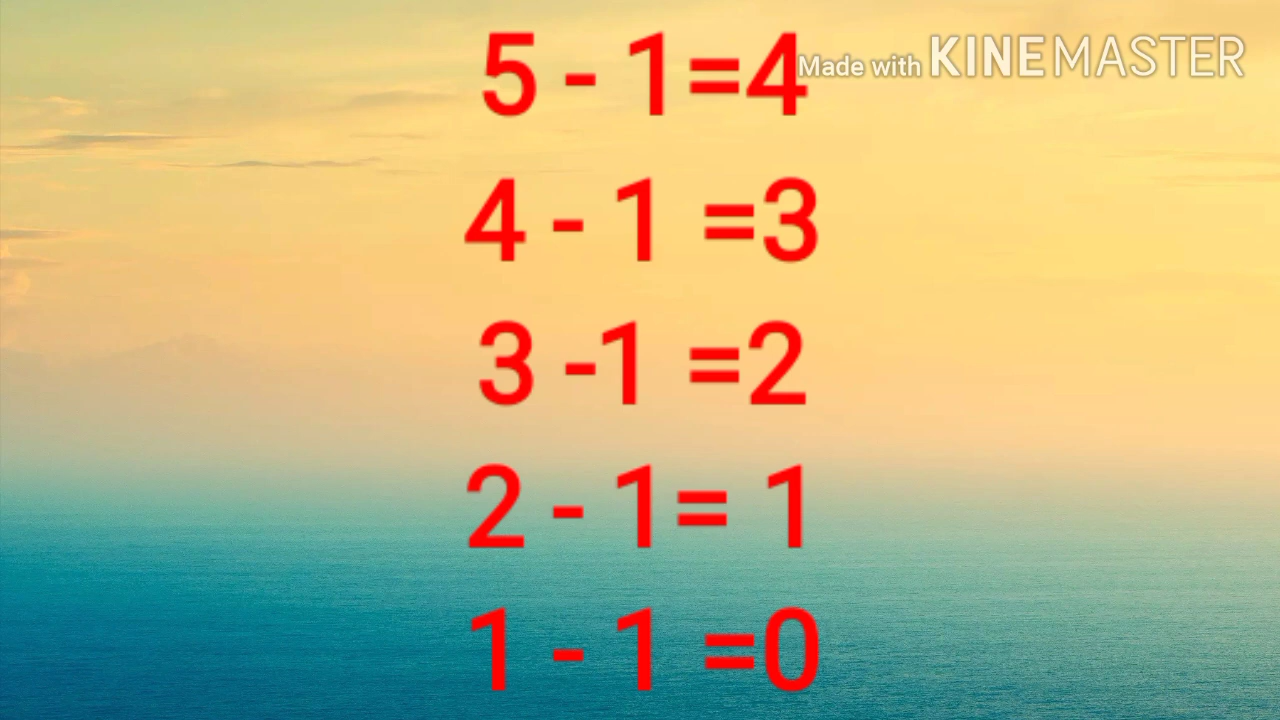 5 - 1=4
Made with KINEMASTER
4 - 1 =3
3 -1 =2
2 - 1= 1
1 - 1 =0